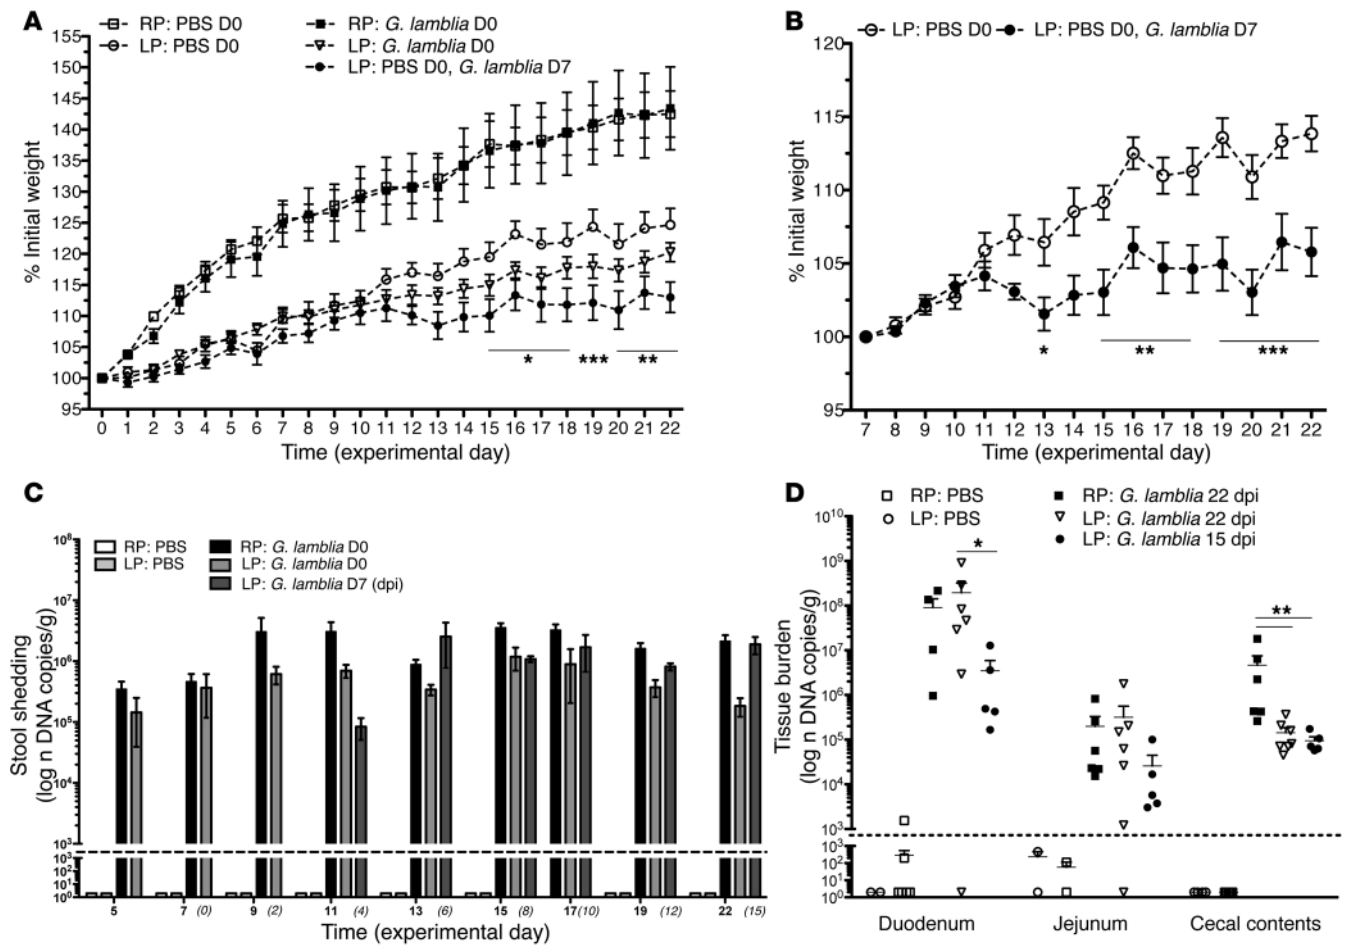 A
RP: PBS D0
LP: PBS D0
RP: G. lamblia D0
LP: G. lamblia D0
LP: PBS D0, G. lamblia D7
% Initial weight
155
150
145
140
135
130
125
120
115
110
105
100
95
* *** **
0 1 2 3 4 5 6 7 8 9 10 11 12 13 14 15 16 17 18 19 20 21 22
Time (experimental day)
B
LP: PBS D0
LP: PBS D0, G. lamblia D7
% Initial weight
120
115
110
105
100
95
* ** ***
7 8 9 10 11 12 13 14 15 16 17 18 19 20 21 22
Time (experimental day)
C
RP: PBS
LP: PBS
RP: G. lamblia D0
LP: G. lamblia D0
LP: G. lamblia D7 (dpi)
Stool shedding
(log n DNA copies/g)
10⁸
10⁷
10⁶
10⁵
10⁴
10³
10³
10²
10¹
10⁰
5 7 (0) 9 (2) 11 (4) 13 (6) 15 (8) 17(10) 19 (12) 22 (15)
Time (experimental day)
D
RP: PBS
LP: PBS
RP: G. lamblia 22 dpi
LP: G. lamblia 22 dpi
LP: G. lamblia 15 dpi
Tissue burden
(log n DNA copies/g)
10¹⁰
10⁹
10⁸
10⁷
10⁶
10⁵
10⁴
10³
10³
10²
10¹
10⁰
*
**
Duodenum Jejunum Cecal contents